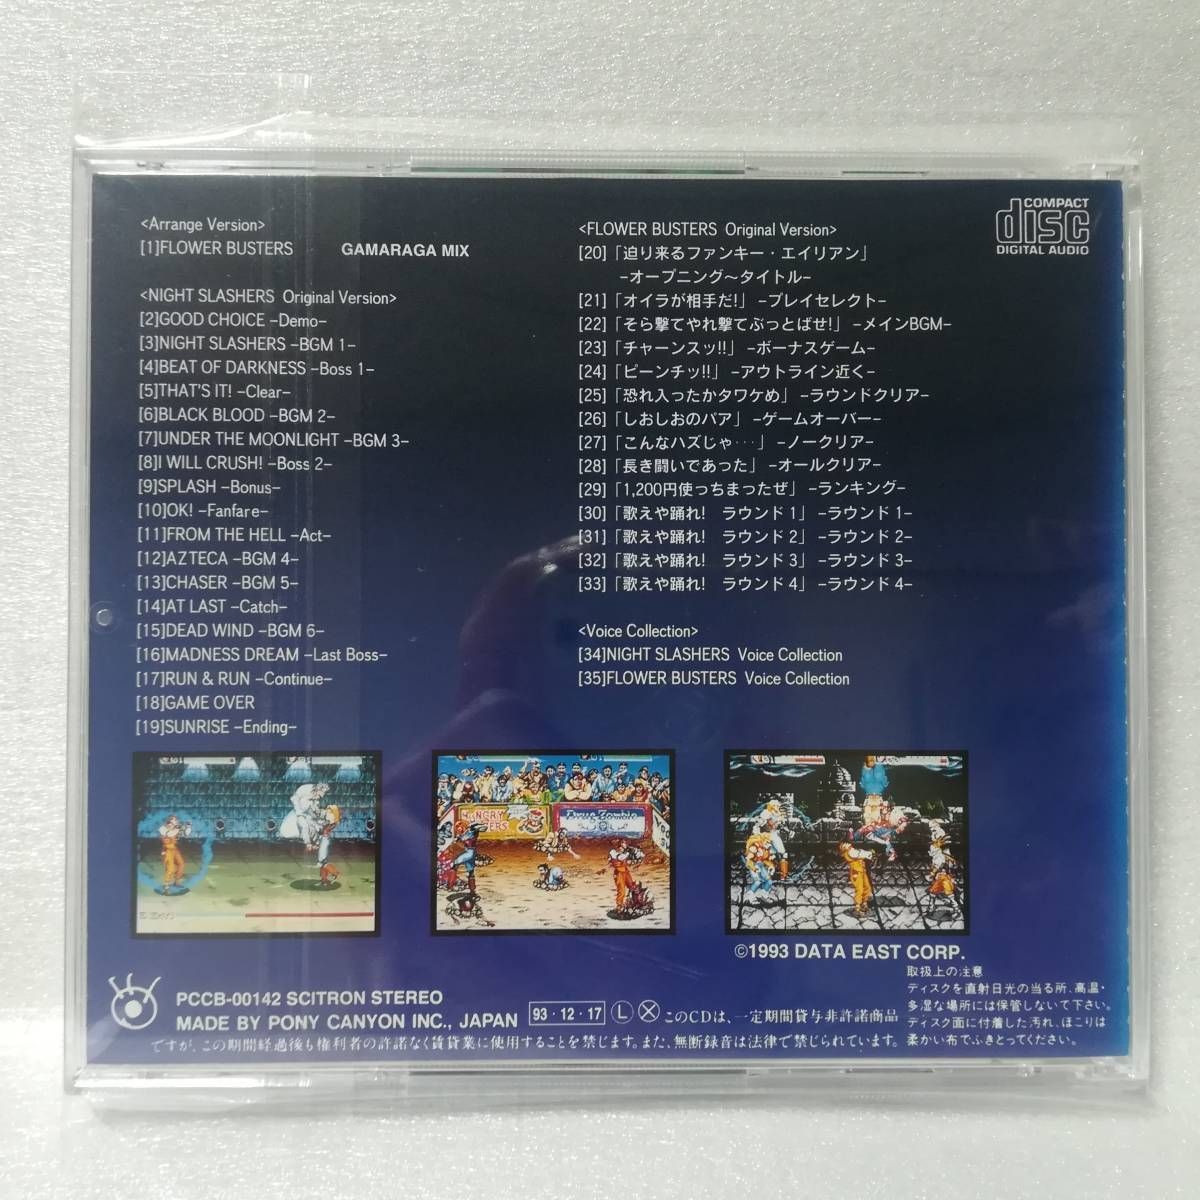 <Arrange Version>
[1]FLOWER BUSTERS GAMARAGA MIX
<NIGHT SLASHERS Original Version>
[2]GOOD CHOICE –Demo–
[3]NIGHT SLASHERS –BGM 1–
[4]BEAT OF DARKNESS –Boss 1–
[5]THAT'S IT! –Clear–
[6]BLACK BLOOD –BGM 2–
[7]UNDER THE MOONLIGHT –BGM 3–
[8]I WILL CRUSH! –Boss 2–
[9]SPLASH –Bonus–
[10]OK! –Fanfare–
[11]FROM THE HELL –Act–
[12]AZTECA –BGM 4–
[13]CHASER –BGM 5–
[14]AT LAST –Catch–
[15]DEAD WIND –BGM 6–
[16]MADNESS DREAM –Last Boss–
[17]RUN & RUN –Continue–
[18]GAME OVER
[19]SUNRISE –Ending–
<FLOWER BUSTERS Original Version>
[20]「迫り来るファンキー・エイリアン」
–オープニング〜タイトル–
[21]「オイラが相手だ!」 –プレイセレクト–
[22]「そら撃てやれ撃てぶっとばせ!」 –メインBGM–
[23]「チャーンスッ!!」 –ボーナスゲーム–
[24]「ピーンチッ!!」 –アウトライン近く–
[25]「恐れ入ったかタワケめ」 –ラウンドクリア–
[26]「しおしおのパア」 –ゲームオーバー–
[27]「こんなハズじゃ…」 –ノークリア–
[28]「長き闘いであった」 –オールクリア–
[29]「1,200円使っちまったぜ」 –ランキング–
[30]「歌えや踊れ! ラウンド1」 –ラウンド1–
[31]「歌えや踊れ! ラウンド2」 –ラウンド2–
[32]「歌えや踊れ! ラウンド3」 –ラウンド3–
[33]「歌えや踊れ! ラウンド4」 –ラウンド4–
<Voice Collection>
[34]NIGHT SLASHERS Voice Collection
[35]FLOWER BUSTERS Voice Collection
COMPACT
disc
DIGITAL AUDIO
Drug Zombie
©1993 DATA EAST CORP.
取扱上の注意
ディスクを直射日光の当る所、高温・
多湿な場所には保管しないで下さい。
ディスク面に付着した汚れ、ほこりは
柔かい布でふきとってください。
PCCB-00142 SCITRON STEREO
MADE BY PONY CANYON INC., JAPAN
93・12・17 Ⓛ Ⓧ このCDは、一定期間貸与非許諾商品
ですが、この期間経過後も権利者の許諾なく賃貸業に使用することを禁じます。また、無断録音は法律で禁じられています。